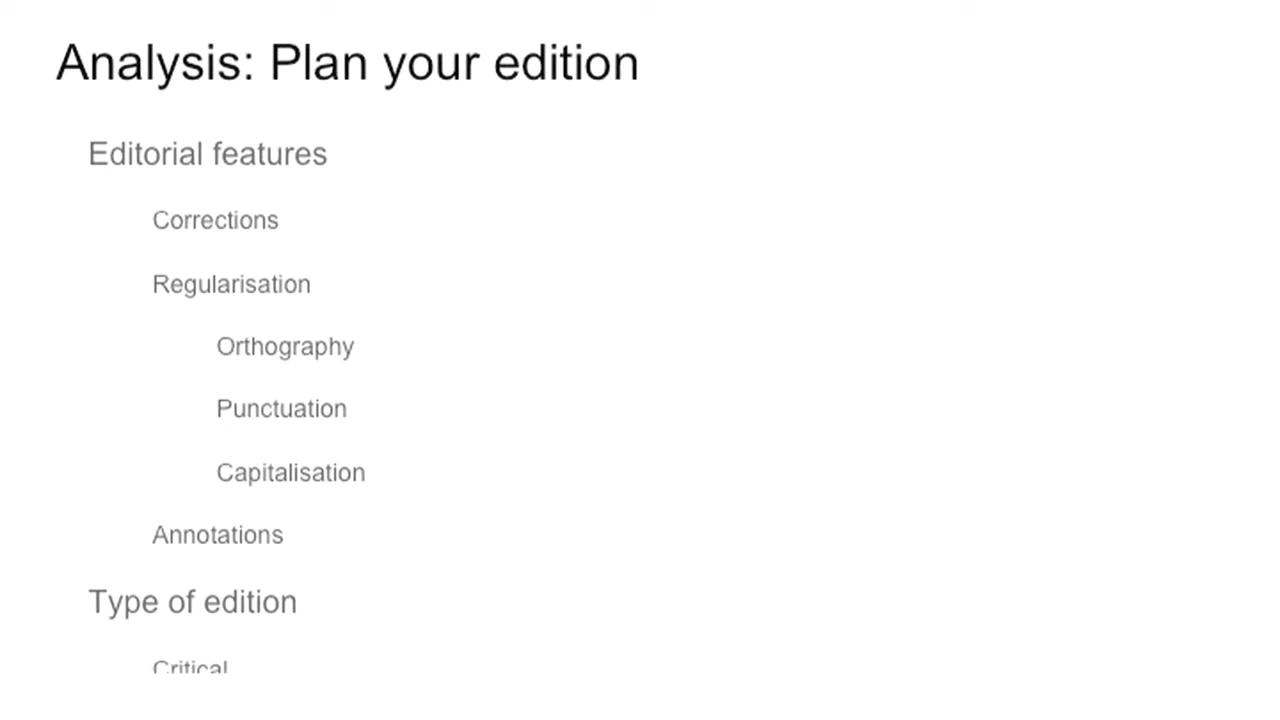 Analysis: Plan your edition
Editorial features
Corrections
Regularisation
Orthography
Punctuation
Capitalisation
Annotations
Type of edition
Critical